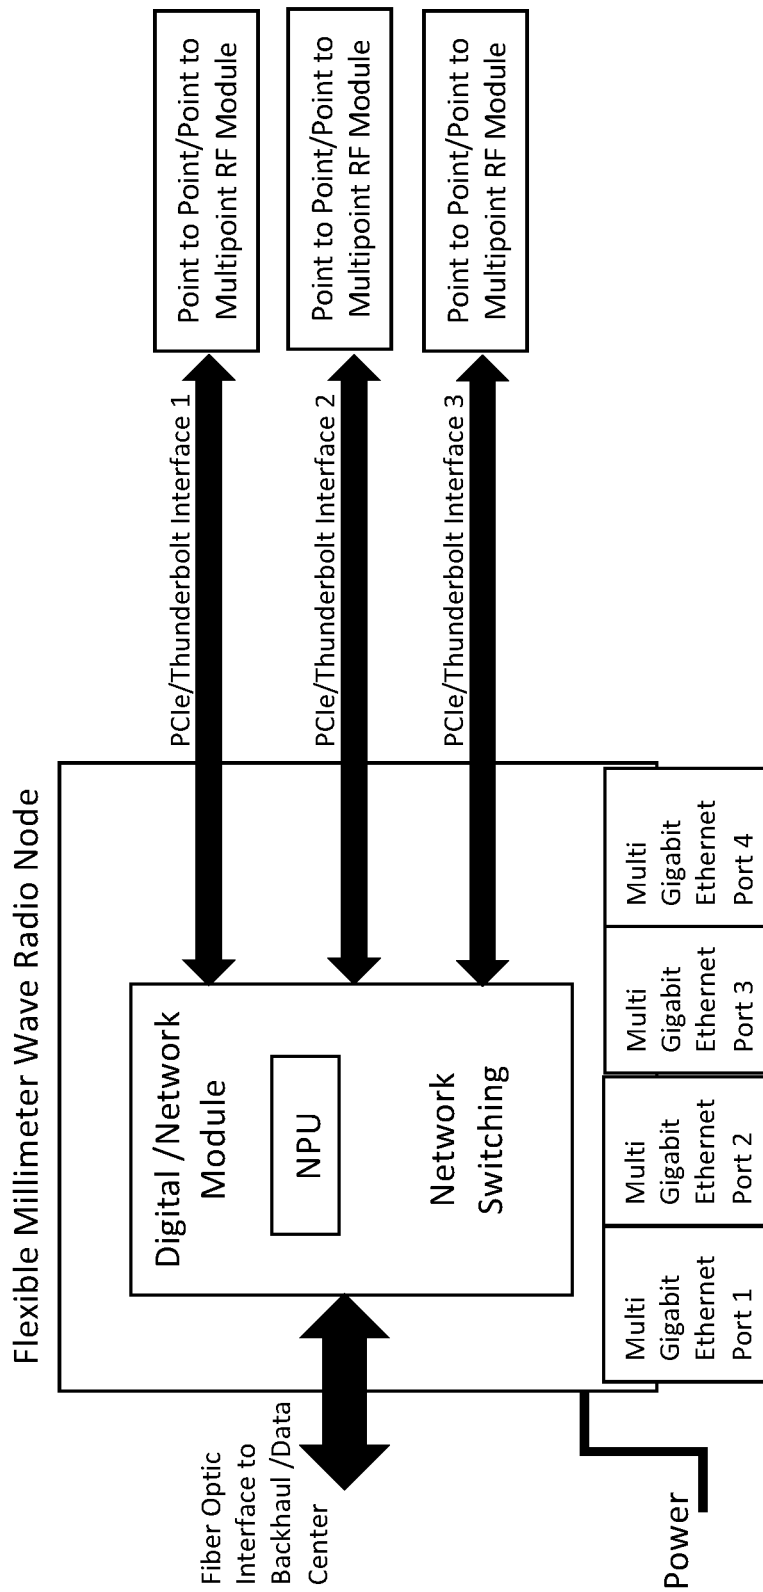 Flexible Millimeter Wave Radio Node
Fiber Optic
Interface to
Backhaul /Data
Center
Digital /Network
Module
NPU
Network
Switching
PCIe/Thunderbolt Interface 1
PCIe/Thunderbolt Interface 2
PCIe/Thunderbolt Interface 3
Point to Point/Point to
Multipoint RF Module
Point to Point/Point to
Multipoint RF Module
Point to Point/Point to
Multipoint RF Module
Power
Multi
Gigabit
Ethernet
Port 1
Multi
Gigabit
Ethernet
Port 2
Multi
Gigabit
Ethernet
Port 3
Multi
Gigabit
Ethernet
Port 4